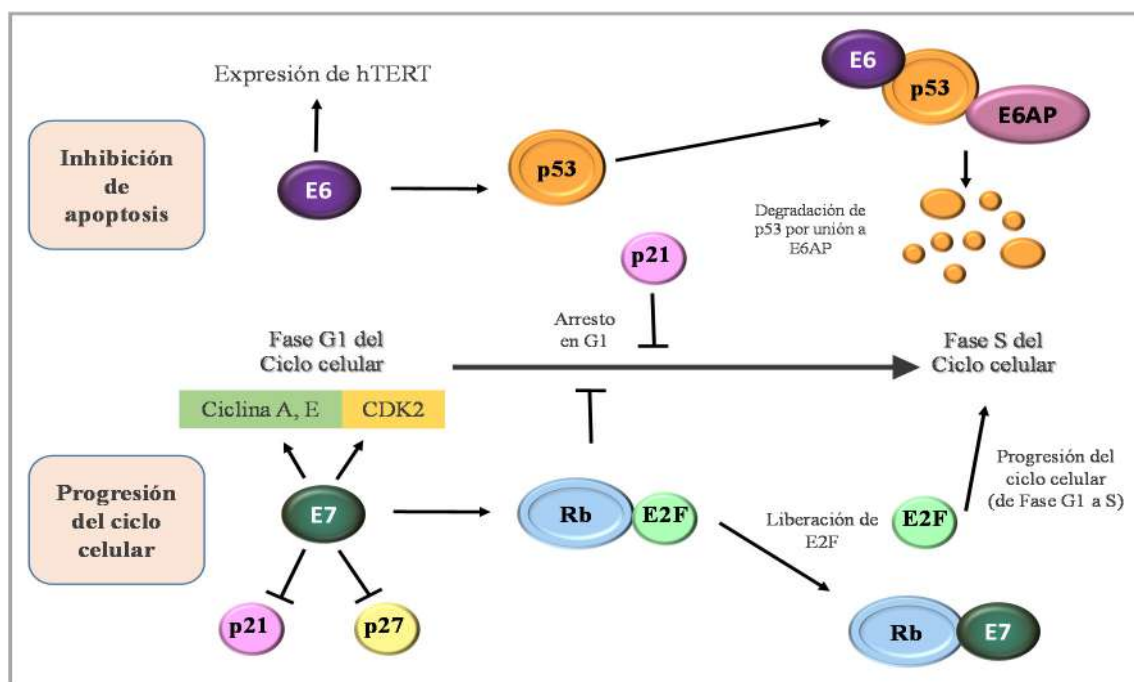 Expresión de hTERT
Inhibición
de
apoptosis
E6
p53
E6
p53
E6AP
Degradación de
p53 por unión a
E6AP
p21
Arresto
en G1
Fase G1 del
Ciclo celular
Fase S del
Ciclo celular
Ciclina A, E
CDK2
Progresión
del ciclo
celular
E7
Rb
E2F
Liberación de
E2F
E2F
Progresión del
ciclo celular
(de Fase G1 a S)
p21
p27
Rb
E7